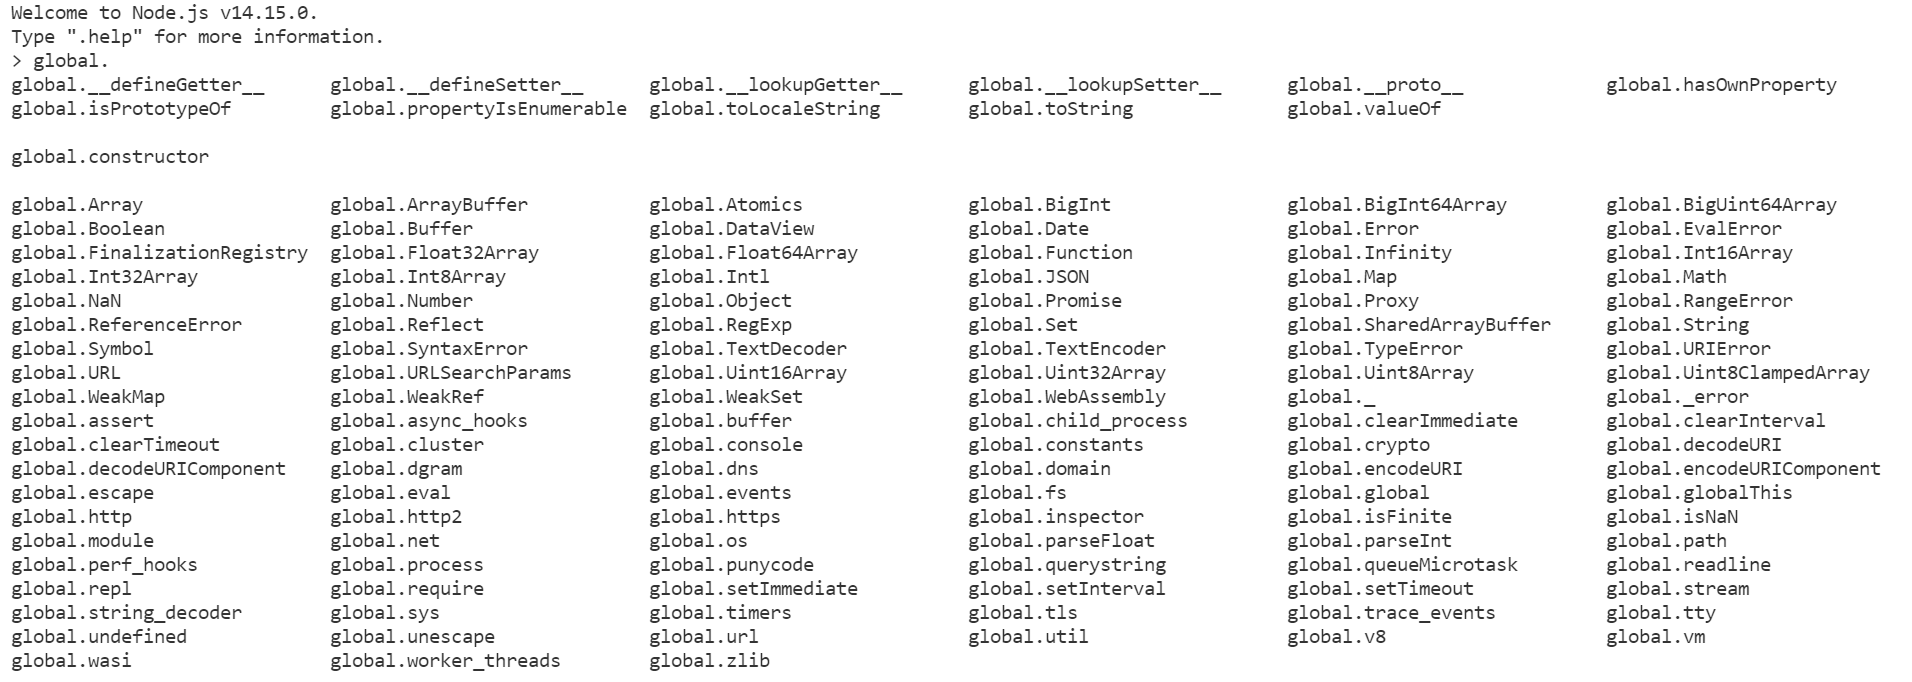 Welcome to Node.js v14.15.0.
Type ".help" for more information.
> global.
global.__defineGetter__ global.__defineSetter__ global.__lookupGetter__ global.__lookupSetter__ global.__proto__ global.hasOwnProperty
global.isPrototypeOf global.propertyIsEnumerable global.toLocaleString global.toString global.valueOf
global.constructor
global.Array global.ArrayBuffer global.Atomics global.BigInt global.BigInt64Array global.BigUint64Array
global.Boolean global.Buffer global.DataView global.Date global.Error global.EvalError
global.FinalizationRegistry global.Float32Array global.Float64Array global.Function global.Infinity global.Int16Array
global.Int32Array global.Int8Array global.Intl global.JSON global.Map global.Math
global.NaN global.Number global.Object global.Promise global.Proxy global.RangeError
global.ReferenceError global.Reflect global.RegExp global.Set global.SharedArrayBuffer global.String
global.Symbol global.SyntaxError global.TextDecoder global.TextEncoder global.TypeError global.URIError
global.URL global.URLSearchParams global.Uint16Array global.Uint32Array global.Uint8Array global.Uint8ClampedArray
global.WeakMap global.WeakRef global.WeakSet global.WebAssembly global._ global._error
global.assert global.async_hooks global.buffer global.child_process global.clearImmediate global.clearInterval
global.clearTimeout global.cluster global.console global.constants global.crypto global.decodeURI
global.decodeURIComponent global.dgram global.dns global.domain global.encodeURI global.encodeURIComponent
global.escape global.eval global.events global.fs global.global global.globalThis
global.http global.http2 global.https global.inspector global.isFinite global.isNaN
global.module global.net global.os global.parseFloat global.parseInt global.path
global.perf_hooks global.process global.punycode global.querystring global.queueMicrotask global.readline
global.repl global.require global.setImmediate global.setInterval global.setTimeout global.stream
global.string_decoder global.sys global.timers global.tls global.trace_events global.tty
global.undefined global.unescape global.url global.util global.v8 global.vm
global.wasi global.worker_threads global.zlib